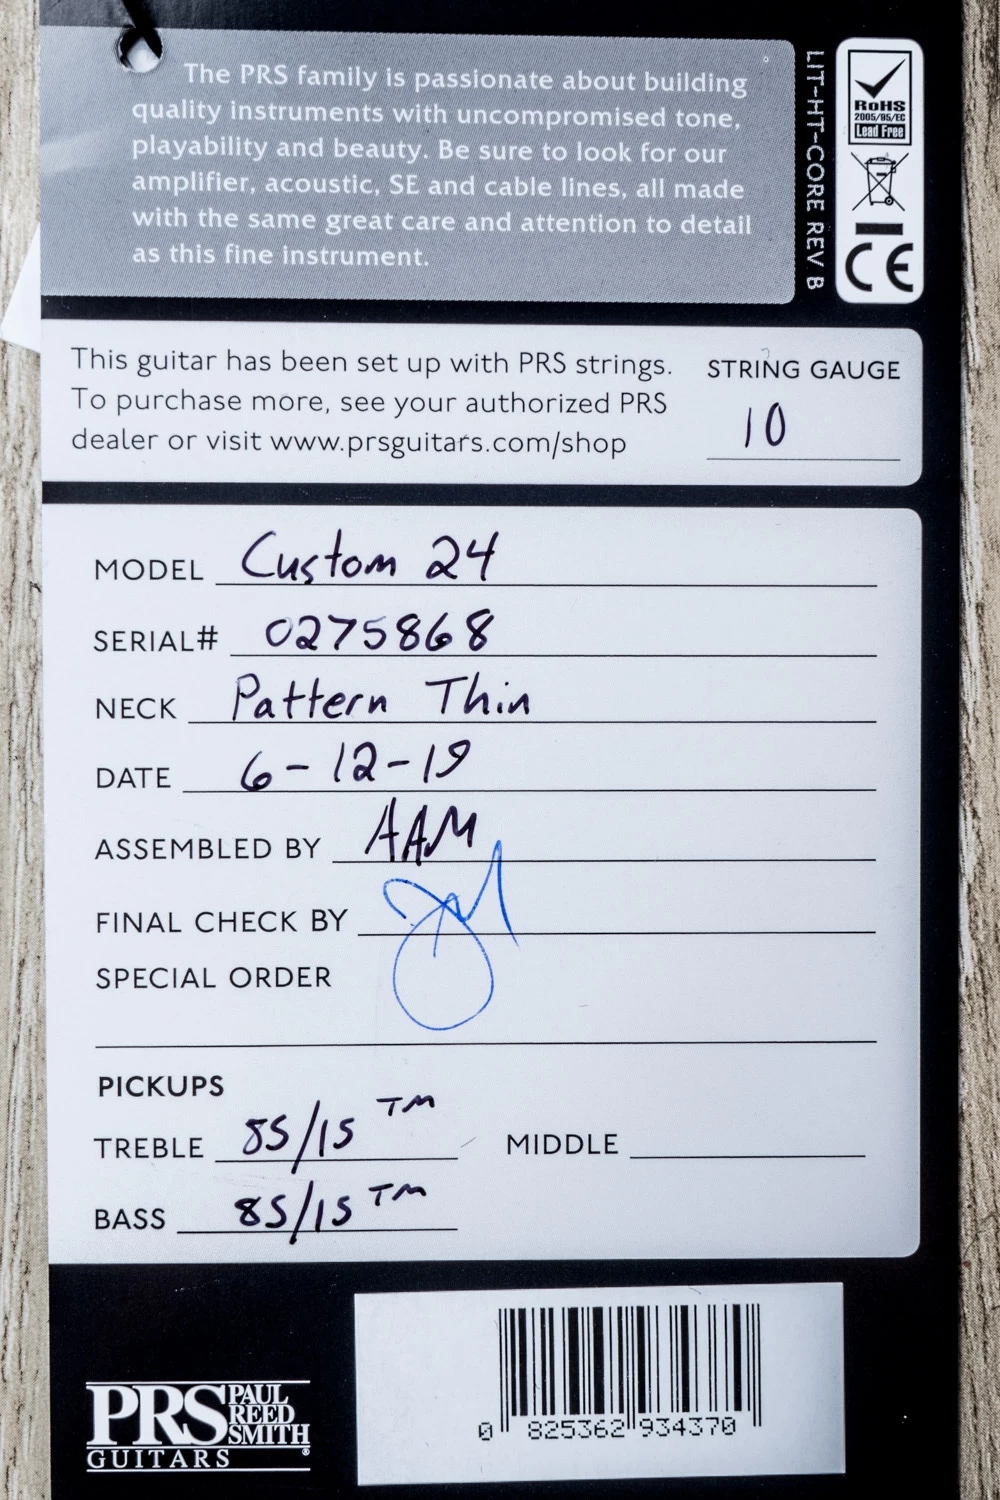 The PRS family is passionate about building
quality instruments with uncompromised tone,
playability and beauty. Be sure to look for our
amplifier, acoustic, SE and cable lines, all made
with the same great care and attention to detail
as this fine instrument.
LIT-HT-CORE REV B
RoHS
2005/95/EC
Lead Free
CE
This guitar has been set up with PRS strings.
To purchase more, see your authorized PRS
dealer or visit www.prsguitars.com/shop
STRING GAUGE
10
MODEL Custom 24
SERIAL# 0275868
NECK Pattern Thin
DATE 6-12-19
ASSEMBLED BY AAM
FINAL CHECK BY
SPECIAL ORDER
PICKUPS
TREBLE 85/15 TM
MIDDLE
BASS 85/15 TM
PRS PAUL REED SMITH
GUITARS ®
0 825362 934370